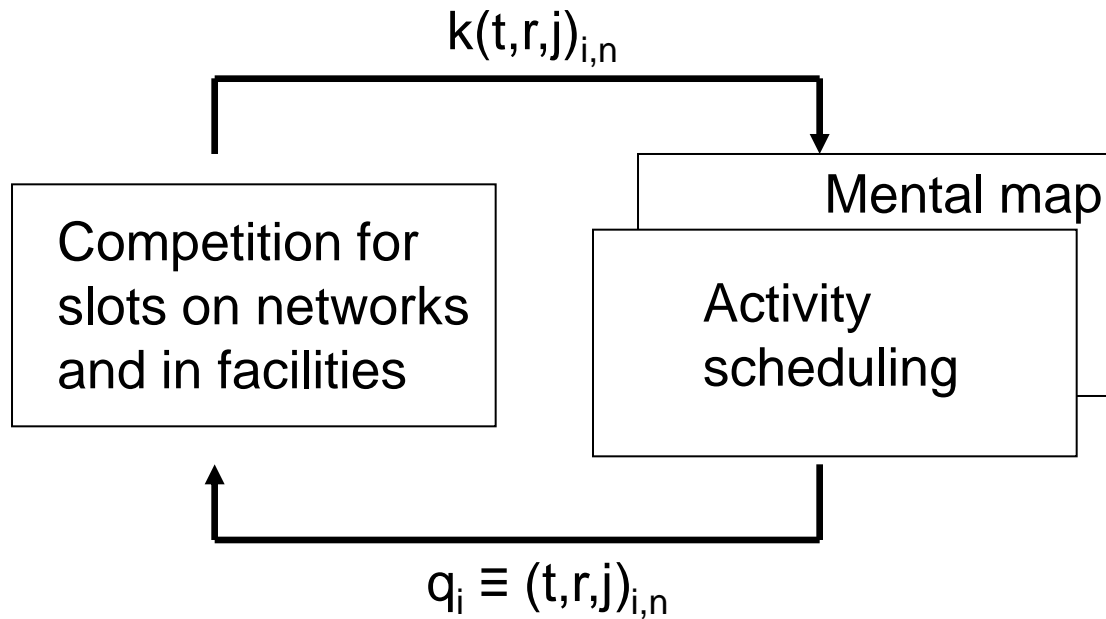 k(t,r,j)i,n
Mental map
Competition for
slots on networks
and in facilities
Activity
scheduling
qi ≡ (t,r,j)i,n